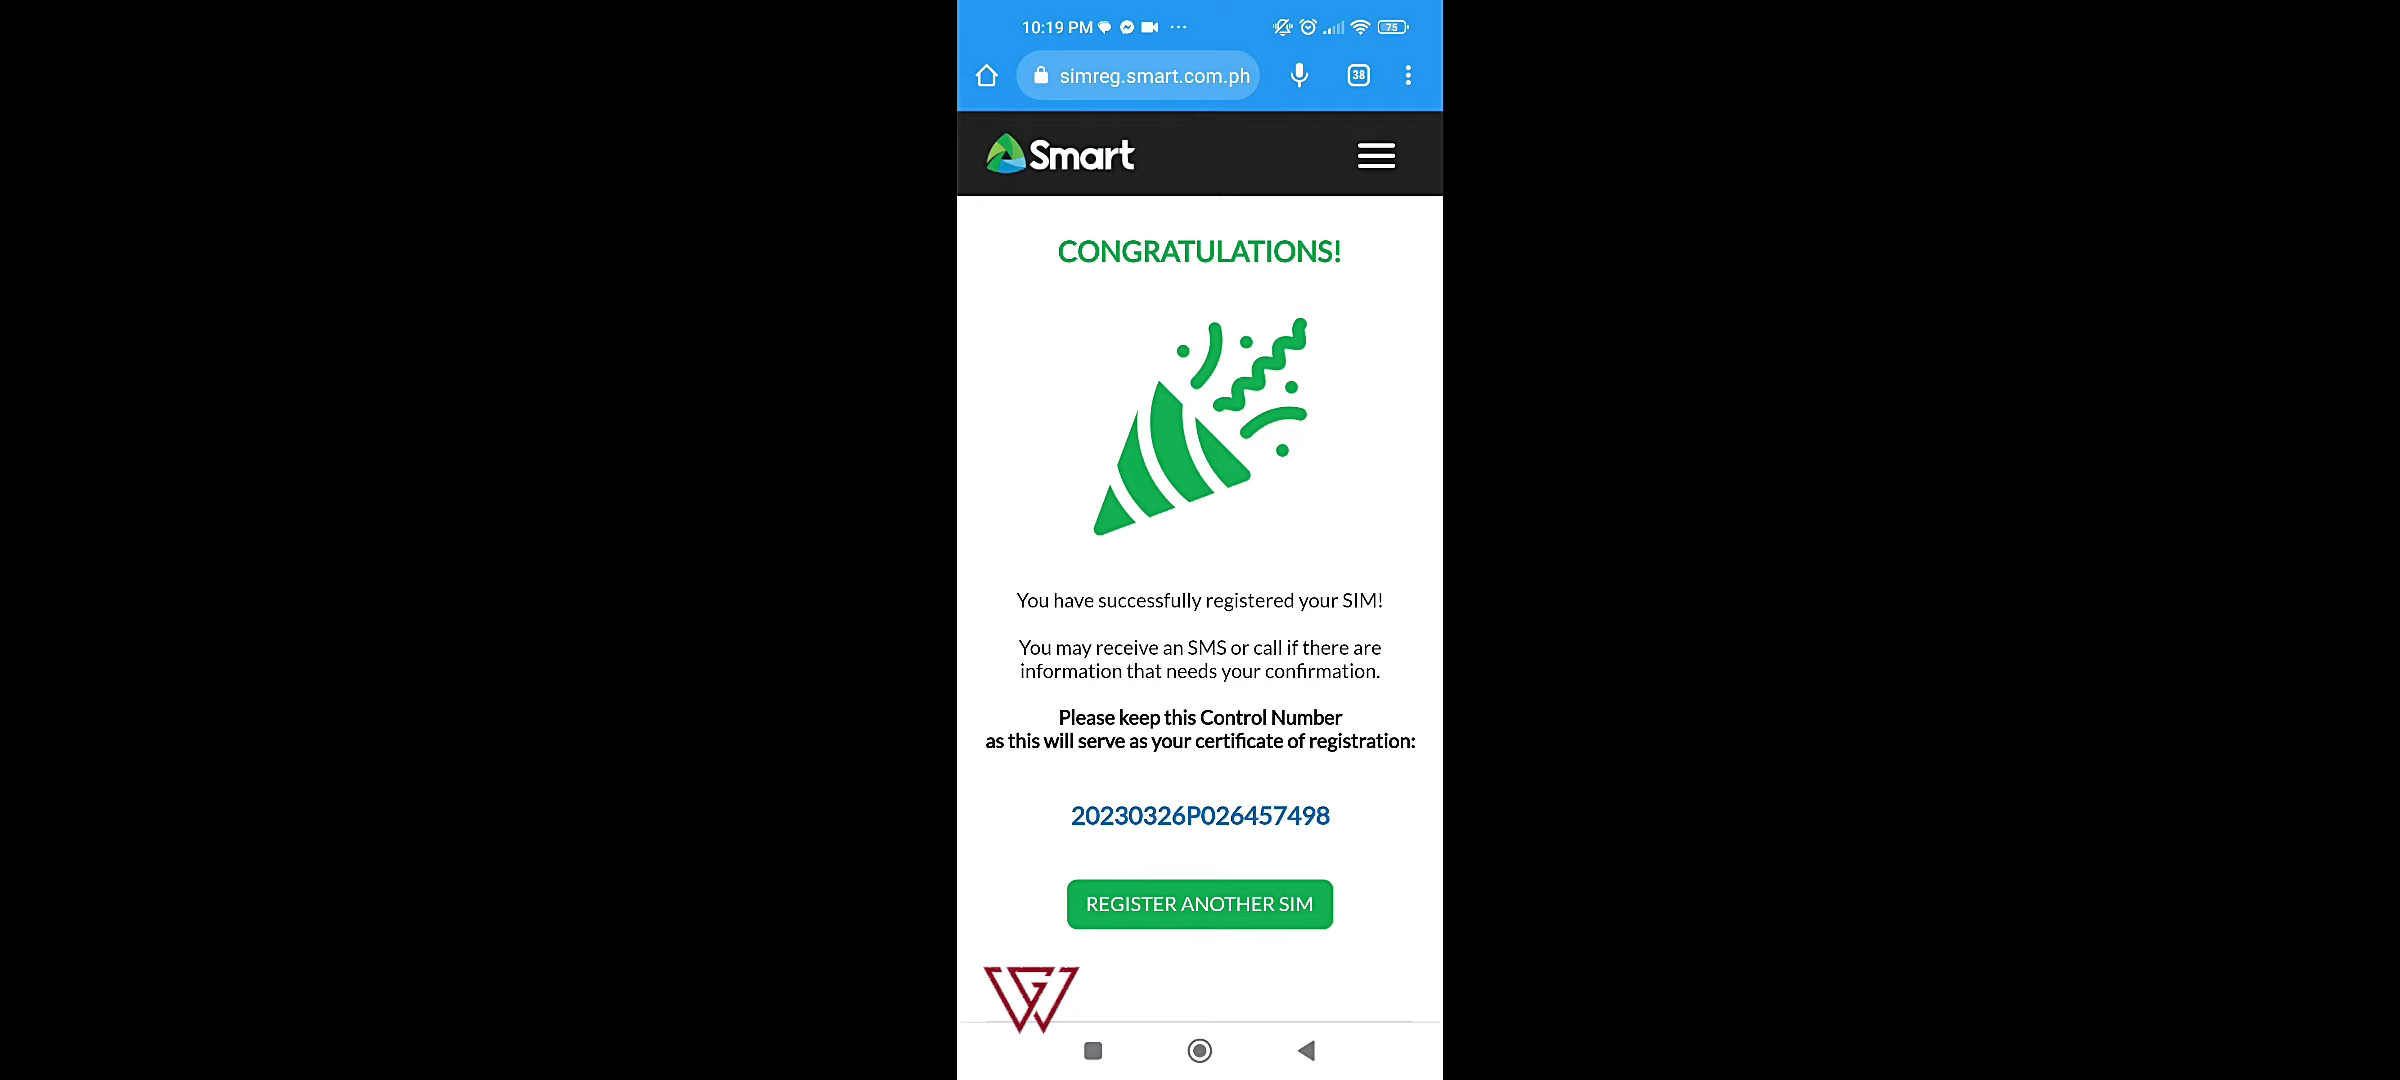 10:19 PM
75
simreg.smart.com.ph
38
Smart
CONGRATULATIONS!
You have successfully registered your SIM!
You may receive an SMS or call if there are
information that needs your confirmation.
Please keep this Control Number
as this will serve as your certificate of registration:
20230326P026457498
REGISTER ANOTHER SIM